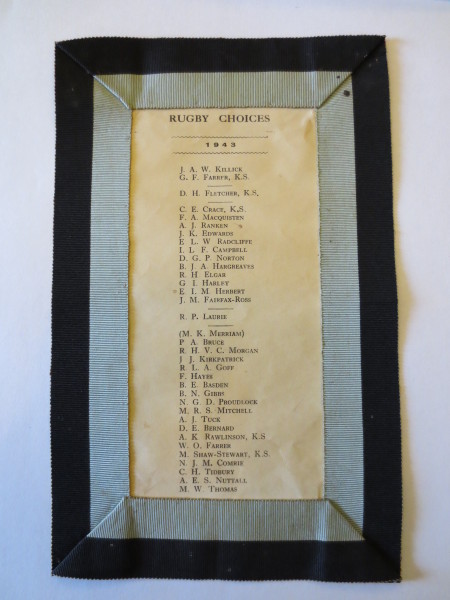 RUGBY CHOICES
1943
J. A. W. KILLICK
G. F. FARRER, K.S.
D. H. FLETCHER, K.S,
C. E. CRACE, K.S.
F. A. MACQUISTEN
A. J. RANKEN
J. K. EDWARDS
E L. W RADCLIFFE
I. L. F. CAMPBELL
D. G. P NORTON
B. J. A HARGREAVES
R. H ELGAR
G. I HARLEY
E I. M HERBERT
J. M. FAIRFAX-ROSS
R. P. LAURIE
(M. K. MERRIAM)
P A. BRUCE
R. H. V. C. MORGAN
J J. KIRKPATRICK
R. L. A. GOFF
F. HAYES
B. E. BASDEN
B. N. GIBBS
N. G. D. PROUDLOCK
M. R. S. MITCHELL
A. J. TUCK
D. E. BERNARD
A. K RAWLINSON, K.S
W. O. FARRER
M. SHAW-STEWART, K.S.
N. J. M. COMRIE
C. H. TIDBURY
A. E. S. NUTTALL
M. W. THOMAS